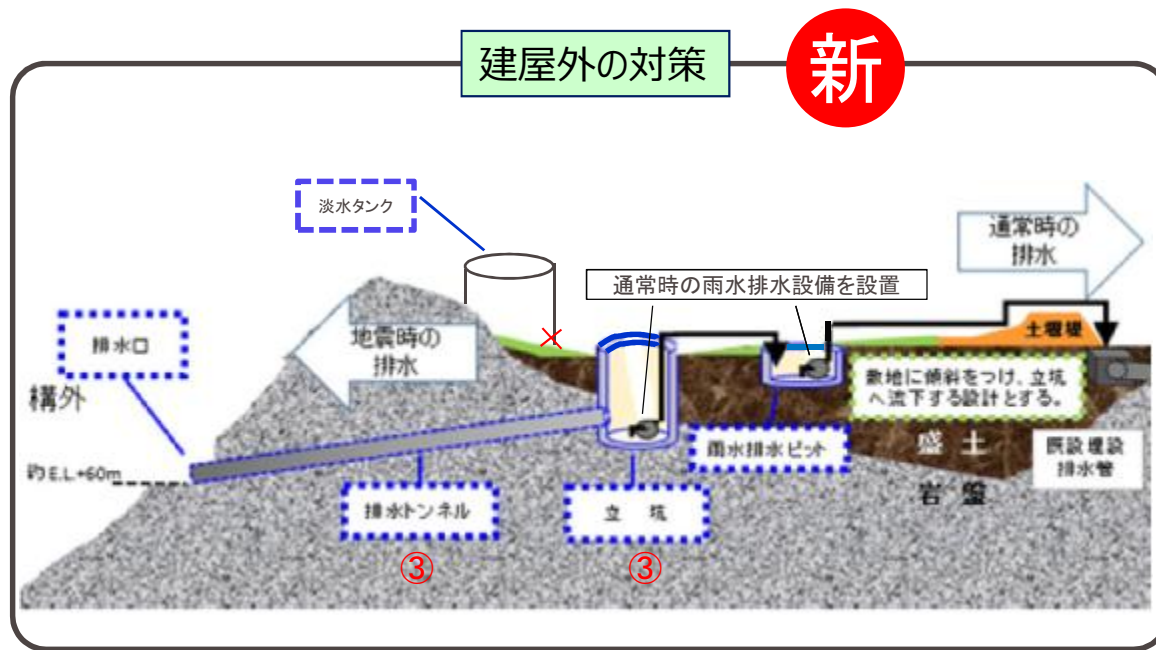 建屋外の対策
新
淡水タンク
通常時の
排水
通常時の雨水排水設備を設置
排水口
地震時の
排水
土堰堤
構外
敷地に傾斜をつけ、立坑
へ流下する設計とする。
雨水排水ピット
盛土
既設埋設
排水管
約E.L+60m
岩盤
排水トンネル
立 坑
③
③